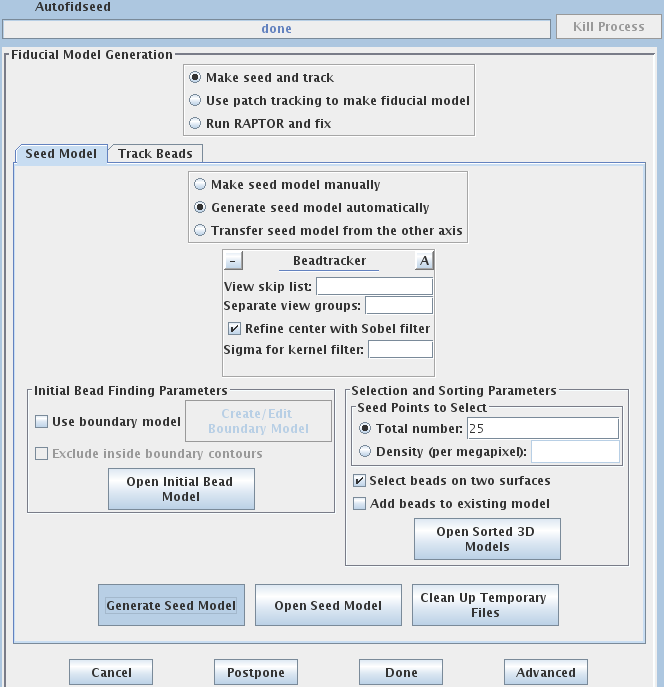 Autofidseed
done
Kill Process
Fiducial Model Generation
Make seed and track
Use patch tracking to make fiducial model
Run RAPTOR and fix
Seed Model
Track Beads
Make seed model manually
Generate seed model automatically
Transfer seed model from the other axis
- Beadtracker A
View skip list:
Separate view groups:
Refine center with Sobel filter
Sigma for kernel filter:
Initial Bead Finding Parameters
Use boundary model
Create/Edit
Boundary Model
Exclude inside boundary contours
Open Initial Bead
Model
Selection and Sorting Parameters
Seed Points to Select
Total number: 25
Density (per megapixel):
Select beads on two surfaces
Add beads to existing model
Open Sorted 3D
Models
Generate Seed Model
Open Seed Model
Clean Up Temporary
Files
Cancel
Postpone
Done
Advanced